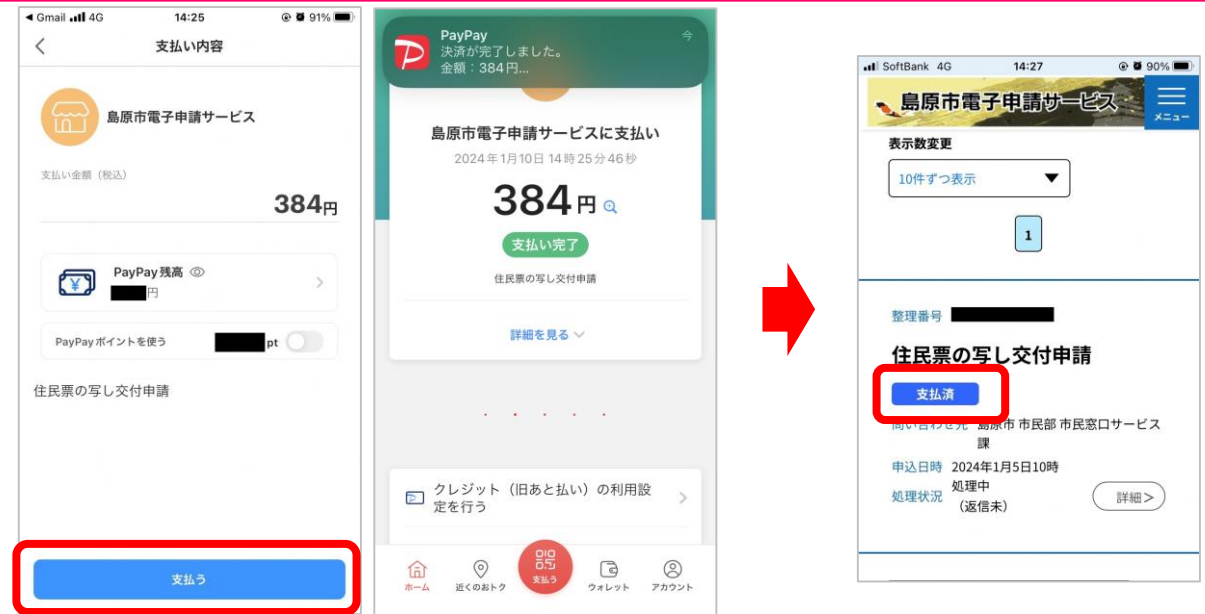 Gmail 4G 14:25 91%
支払い内容
島原市電子申請サービス
支払い金額（税込）
384円
PayPay残高
円
PayPayポイントを使う pt
住民票の写し交付申請
支払う
PayPay 今
決済が完了しました。
金額：384円...
島原市電子申請サービスに支払い
2024年1月10日 14時25分46秒
384円
支払い完了
住民票の写し交付申請
詳細を見る
クレジット（旧あと払い）の利用設
定を行う
ホーム 近くのおトク 支払う ウォレット アカウント
SoftBank 4G 14:27 90%
島原市電子申請サービス
メニュー
表示数変更
10件ずつ表示
1
整理番号
住民票の写し交付申請
支払済
問い合わせ先 島原市 市民部 市民窓口サービス
課
申込日時 2024年1月5日10時
処理状況 処理中
（返信未）
詳細＞